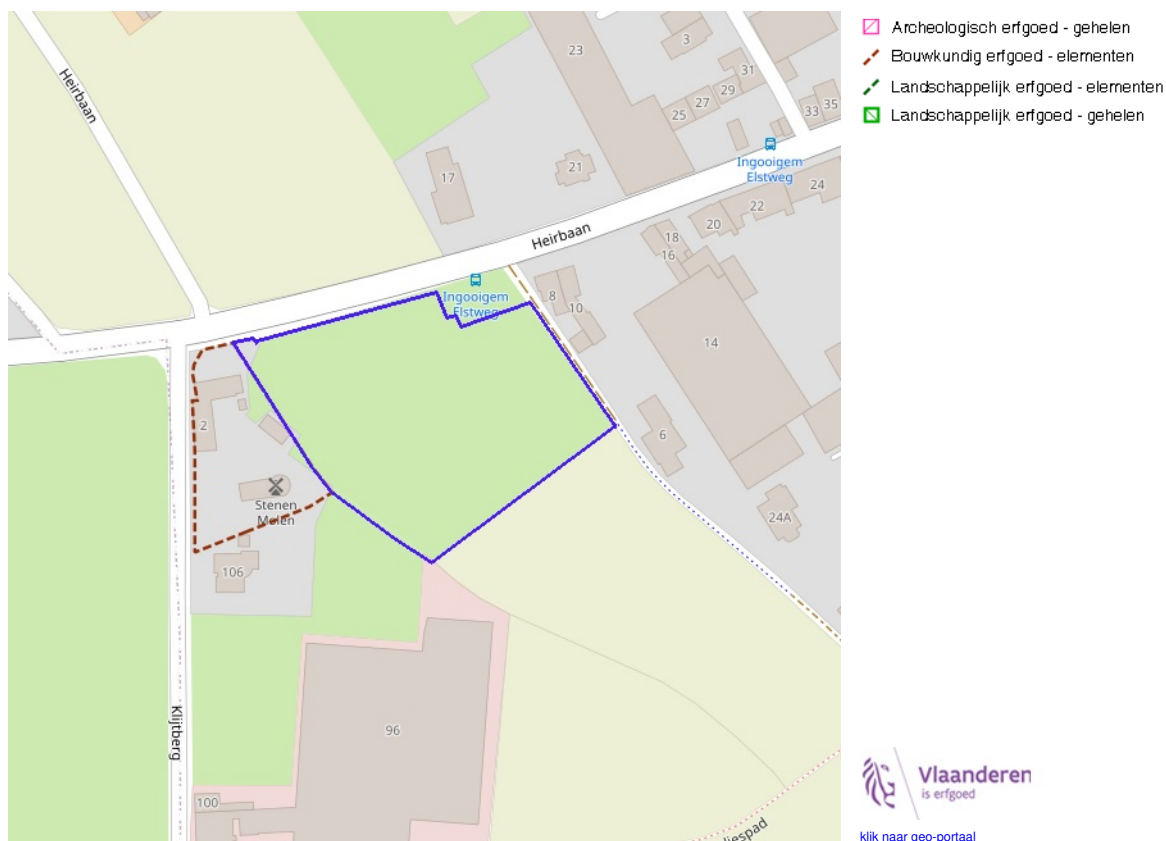 Heirbaan
23
3
31
29
27
25
33
35
17
21
Ingooigem
Elstweg
24
22
20
18
16
Heirbaan
Ingooigem
Elstweg
8
10
14
2
6
Stenen
Molen
24A
106
Klijtberg
96
100
Archeologisch erfgoed - gehelen
Bouwkundig erfgoed - elementen
Landschappelijk erfgoed - elementen
Landschappelijk erfgoed - gehelen
Vlaanderen
is erfgoed
klik naar geo-portaal